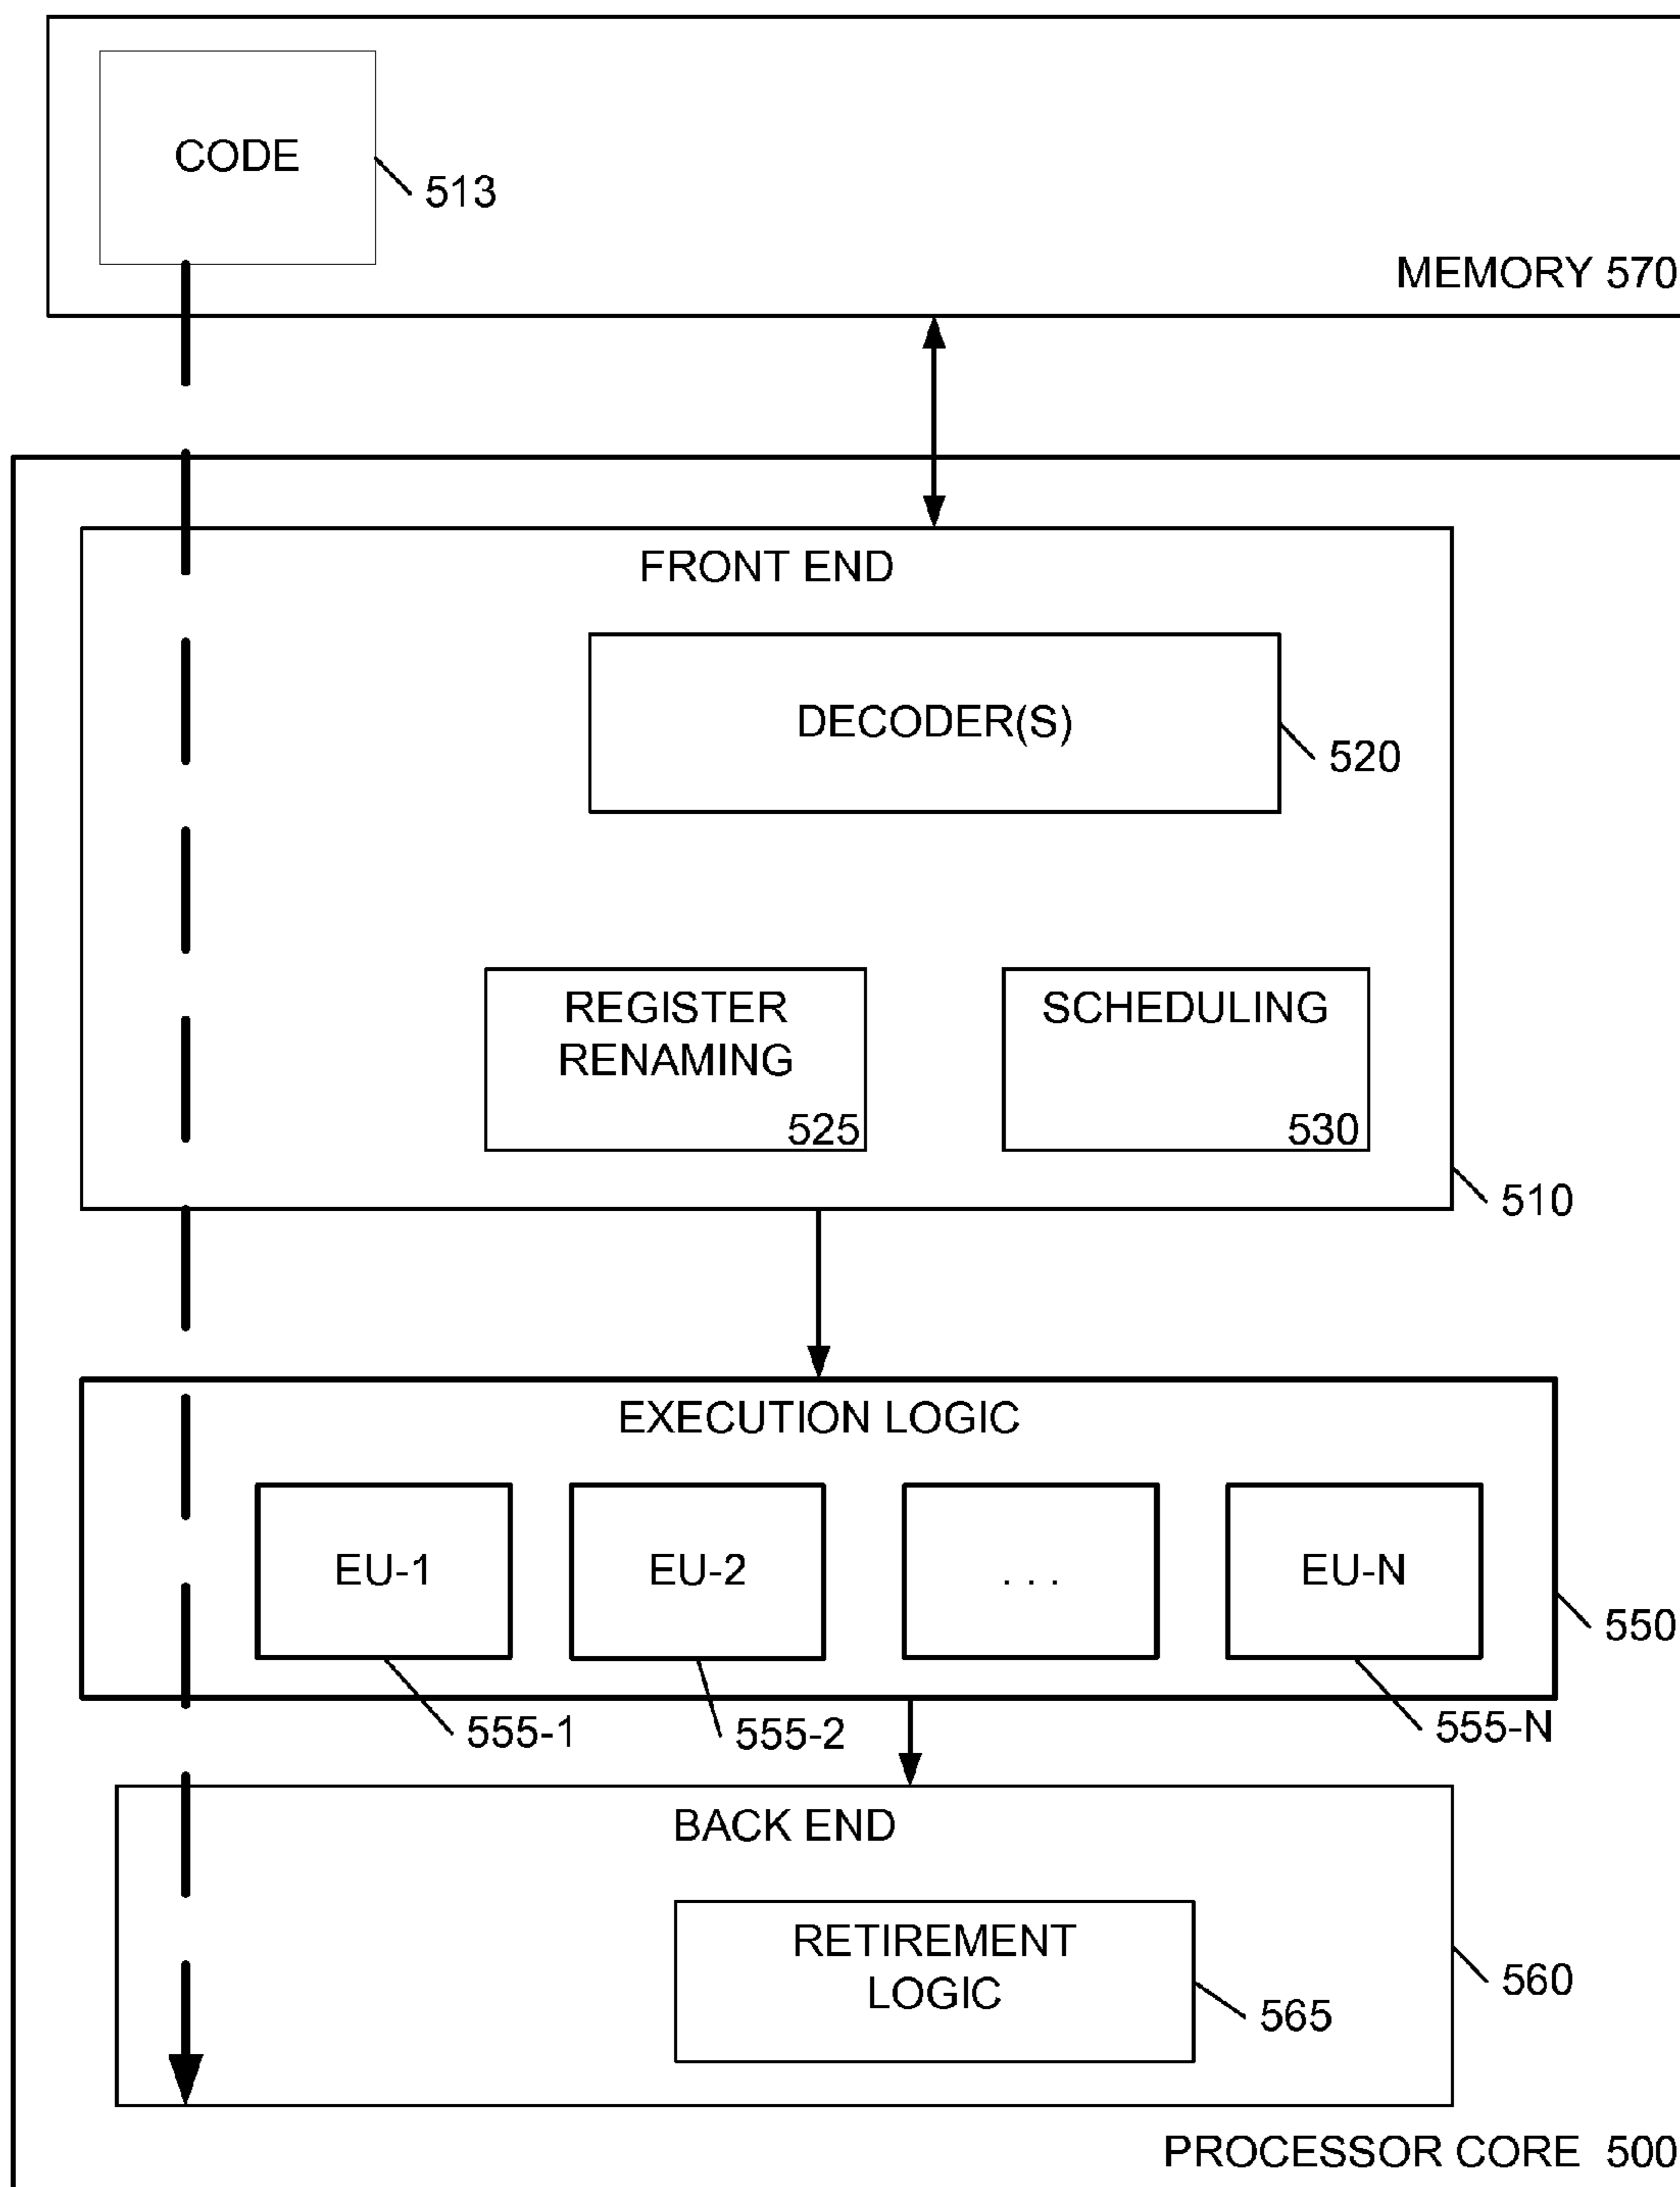 CODE
513
MEMORY 570
FRONT END
DECODER(S)
520
REGISTER
RENAMING
525
SCHEDULING
530
510
EXECUTION LOGIC
EU-1
EU-2
. . .
EU-N
550
555-1
555-2
555-N
BACK END
RETIREMENT
LOGIC
565
560
PROCESSOR CORE 500